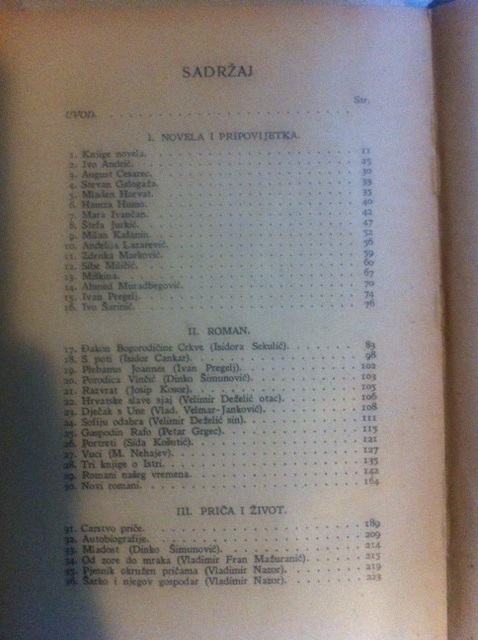 SADRŽAJ
Str.
UVOD.
I. NOVELA I PRIPOVIJETKA.
1. Knjige novela. 11
2. Ivo Andrić. 25
3. August Cesarec. 30
4. Stevan Galogaža. 33
5. Mladen Horvat. 35
6. Hamza Humo. 40
7. Mara Ivančan. 42
8. Štefa Jurkić. 47
9. Milan Kašanin. 52
10. Anđelija Lazarević. 56
11. Zdenka Marković. 59
12. Sibe Miličić. 60
13. Miškina. 67
14. Ahmed Muradbegović. 70
15. Ivan Pregelj. 74
16. Ivo Šarinić. 76
II. ROMAN.
17. Đakon Bogorodičine Crkve (Isidora Sekulić). 83
18. S poti (Isidor Cankar). 98
19. Plebanus Joannes (Ivan Pregelj). 102
20. Porodica Vinčić (Dinko Šimunović). 103
21. Razvrat (Josip Kosor). 105
22. Hrvatske slave sjaj (Velimir Deželić otac). 106
23. Dječak s Une (Vlad. Velmar-Janković). 108
24. Sofiju odabra (Velimir Deželić sin). 111
25. Gaspodin Rafo (Petar Grgec). 115
26. Portreti (Sida Košutić). 121
27. Vuci (M. Nehajev). 127
28. Tri knjige o Istri. 135
29. Romani našeg vremena. 142
30. Novi romani. 164
III. PRIČA I ŽIVOT.
31. Carstvo priče. 189
32. Autobiografije. 209
33. Mladost (Dinko Šimunović). 214
34. Od zore do mraka (Vladimir Fran Mažuranić). 215
35. Pjesnik okružen pričama (Vladimir Nazor). 219
36. Šarko i njegov gospodar (Vladimir Nazor). 223